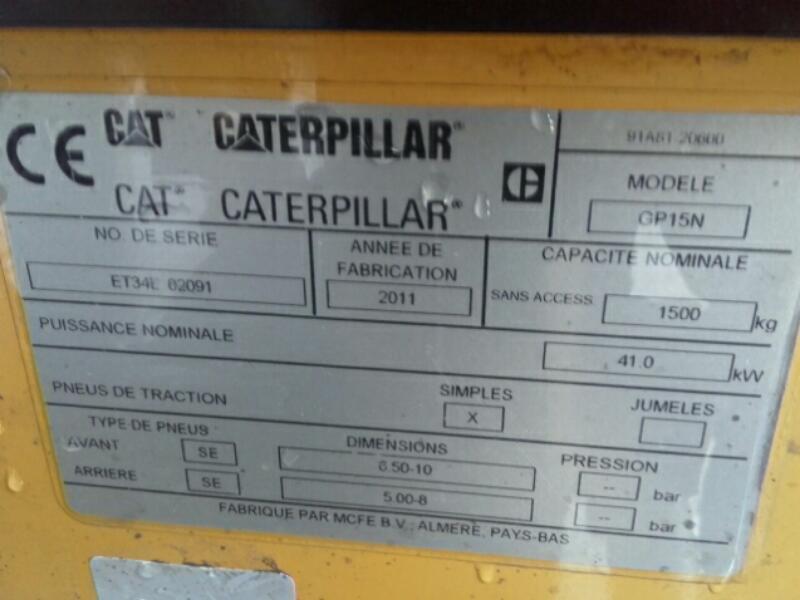 CE CAT® CATERPILLAR®
CAT® CATERPILLAR®
91A81 20600
MODELE
GP15N
NO. DE SERIE
ET34L 62091
ANNEE DE
FABRICATION
2011
CAPACITE NOMINALE
SANS ACCESS. 1500 kg
PUISSANCE NOMINALE 41.0 kW
PNEUS DE TRACTION
SIMPLES
X
JUMELES
TYPE DE PNEUS
DIMENSIONS
PRESSION
AVANT SE 6.50-10 -- bar
ARRIERE SE 5.00-8 -- bar
FABRIQUE PAR MCFE B.V.; ALMERE, PAYS-BAS